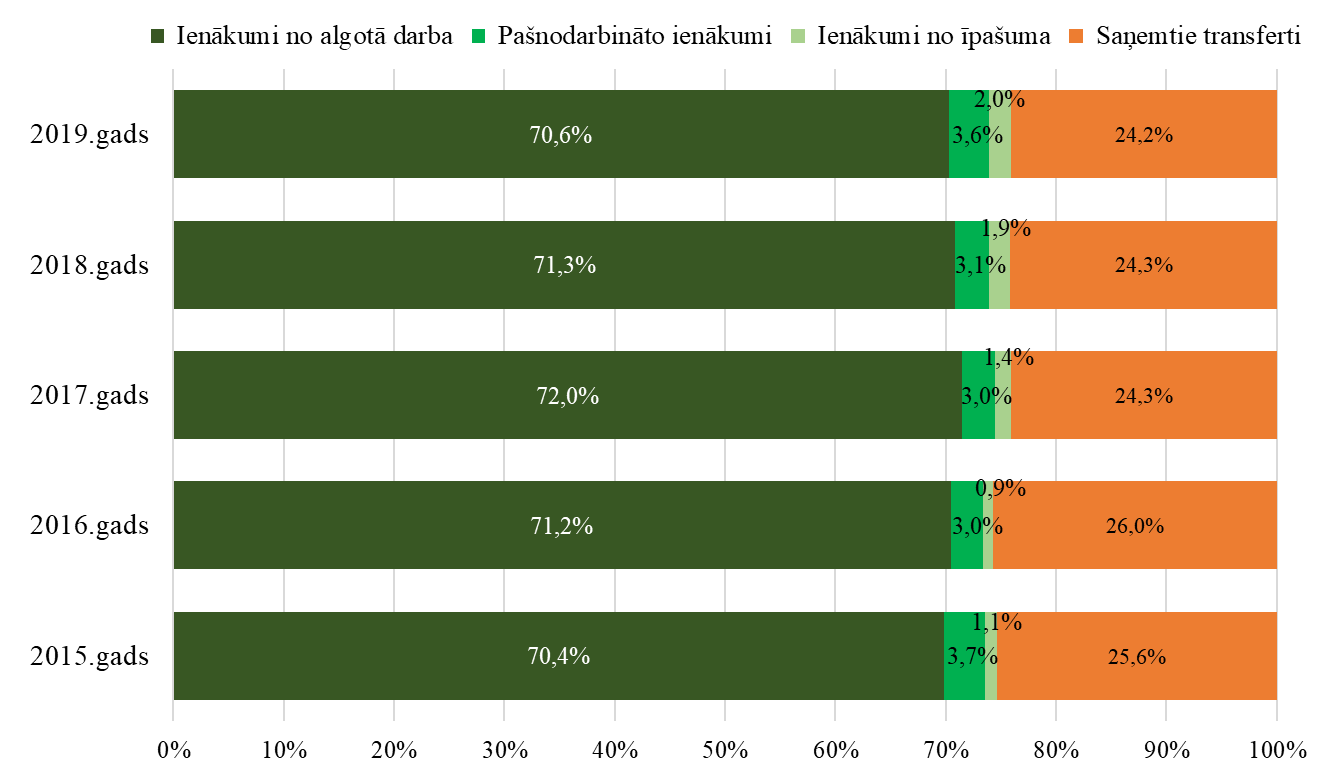 Ienākumi no algotā darba Pašnodarbināto ienākumi Ienākumi no īpašuma Saņemtie transferti
2019.gads 70,6% 3,6% 2,0% 24,2%
2018.gads 71,3% 3,1% 1,9% 24,3%
2017.gads 72,0% 3,0% 1,4% 24,3%
2016.gads 71,2% 3,0% 0,9% 26,0%
2015.gads 70,4% 3,7% 1,1% 25,6%
0% 10% 20% 30% 40% 50% 60% 70% 80% 90% 100%